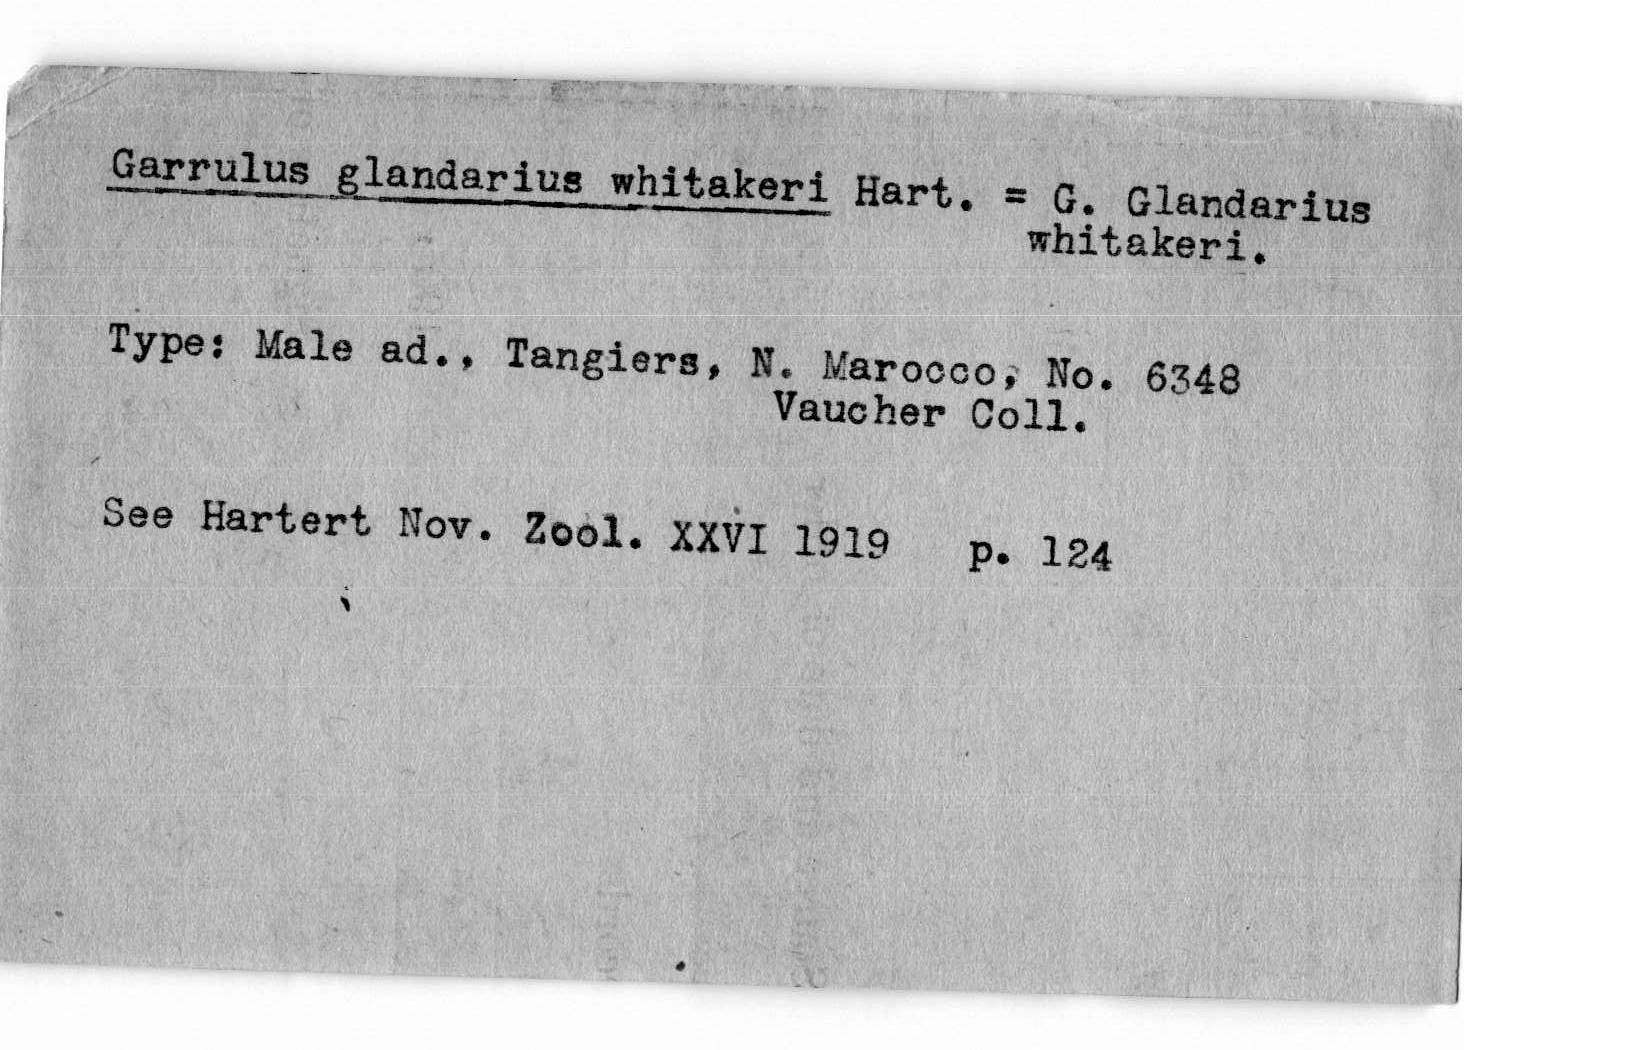 Garrulus glandarius whitakeri Hart. = G. Glandarius
whitakeri.
Type: Male ad., Tangiers, N. Marocco, No. 6348
Vaucher Coll.
See Hartert Nov. Zool. XXVI 1919 p. 124